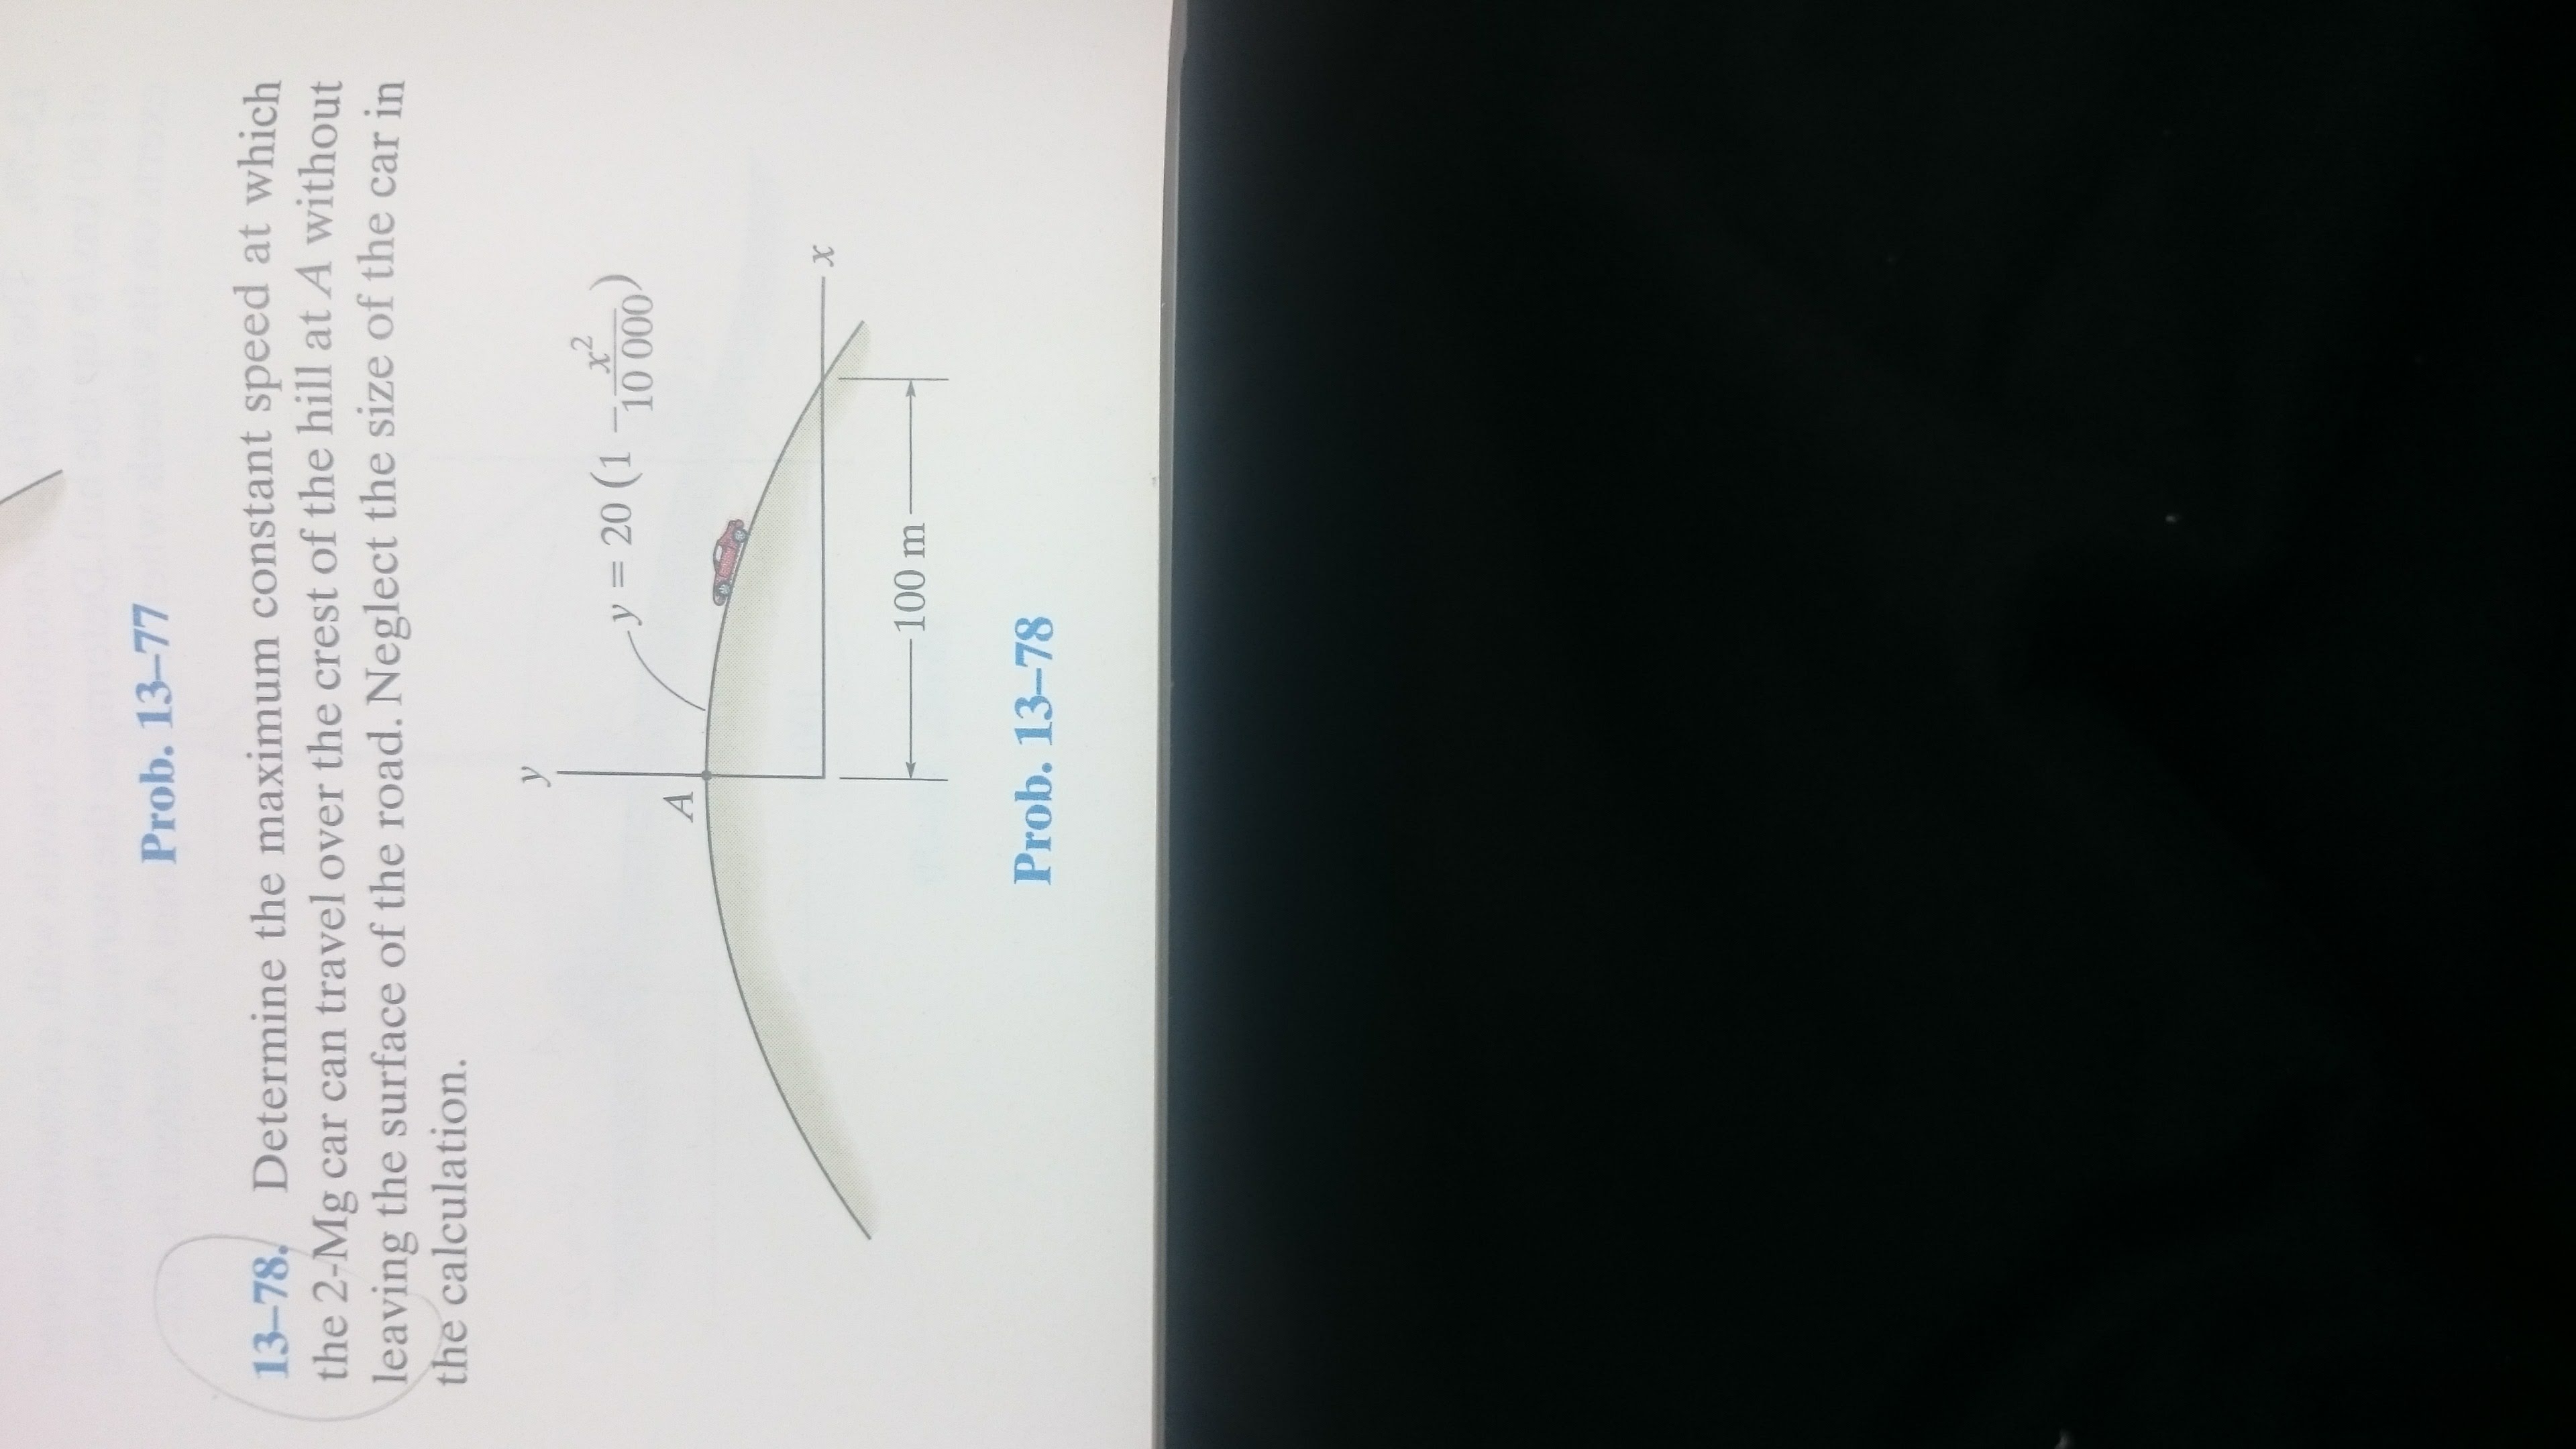 Prob. 13–77
13–78. Determine the maximum constant speed at which
the 2-Mg car can travel over the crest of the hill at A without
leaving the surface of the road. Neglect the size of the car in
the calculation.
y
y = 20 (1 − x²/10 000)
A
x
100 m
Prob. 13–78